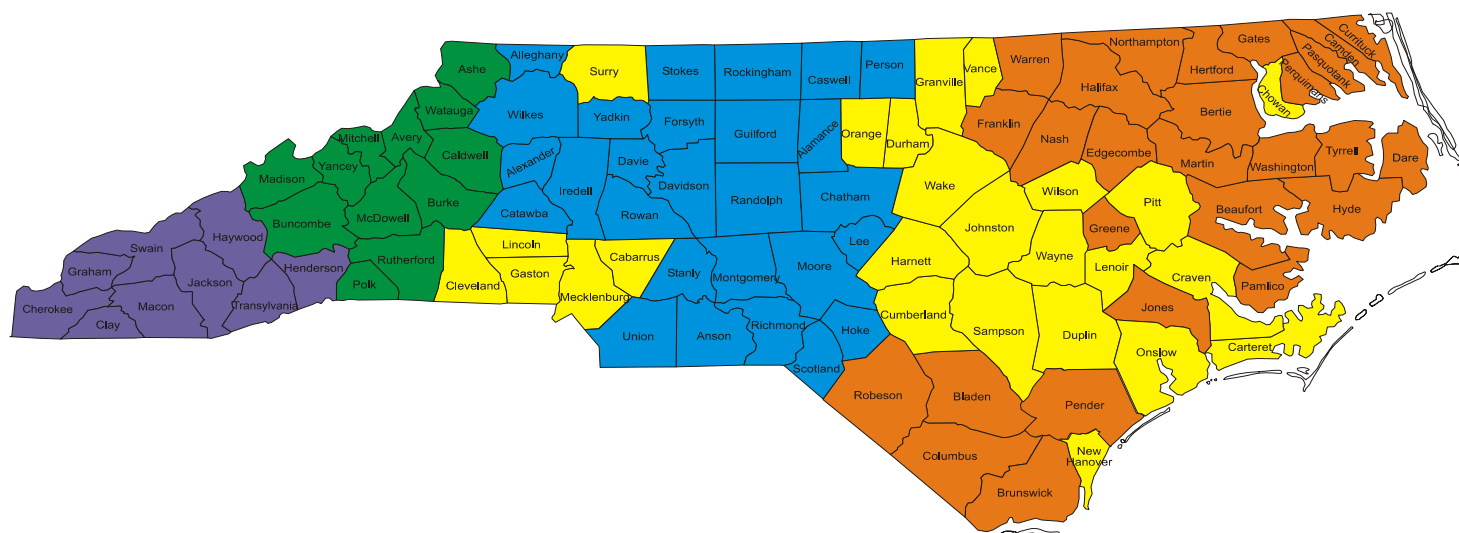 Alleghany
Ashe
Surry
Stokes
Rockingham
Caswell
Person
Granville
Vance
Warren
Northampton
Gates
Currituck
Camden
Pasquotank
Perquimans
Chowan
Hertford
Halifax
Bertie
Watauga
Wilkes
Yadkin
Forsyth
Guilford
Alamance
Orange
Durham
Franklin
Nash
Edgecombe
Martin
Washington
Tyrrell
Dare
Mitchell
Avery
Caldwell
Alexander
Davie
Iredell
Davidson
Randolph
Chatham
Wake
Wilson
Pitt
Beaufort
Hyde
Madison
Yancey
Burke
McDowell
Buncombe
Catawba
Rowan
Johnston
Greene
Haywood
Swain
Rutherford
Lincoln
Cabarrus
Lee
Moore
Harnett
Wayne
Lenoir
Craven
Pamlico
Graham
Jackson
Henderson
Polk
Cleveland
Gaston
Mecklenburg
Stanly
Montgomery
Cherokee
Macon
Clay
Transylvania
Union
Anson
Richmond
Hoke
Scotland
Cumberland
Sampson
Duplin
Jones
Onslow
Carteret
Robeson
Bladen
Pender
Columbus
Brunswick
New
Hanover